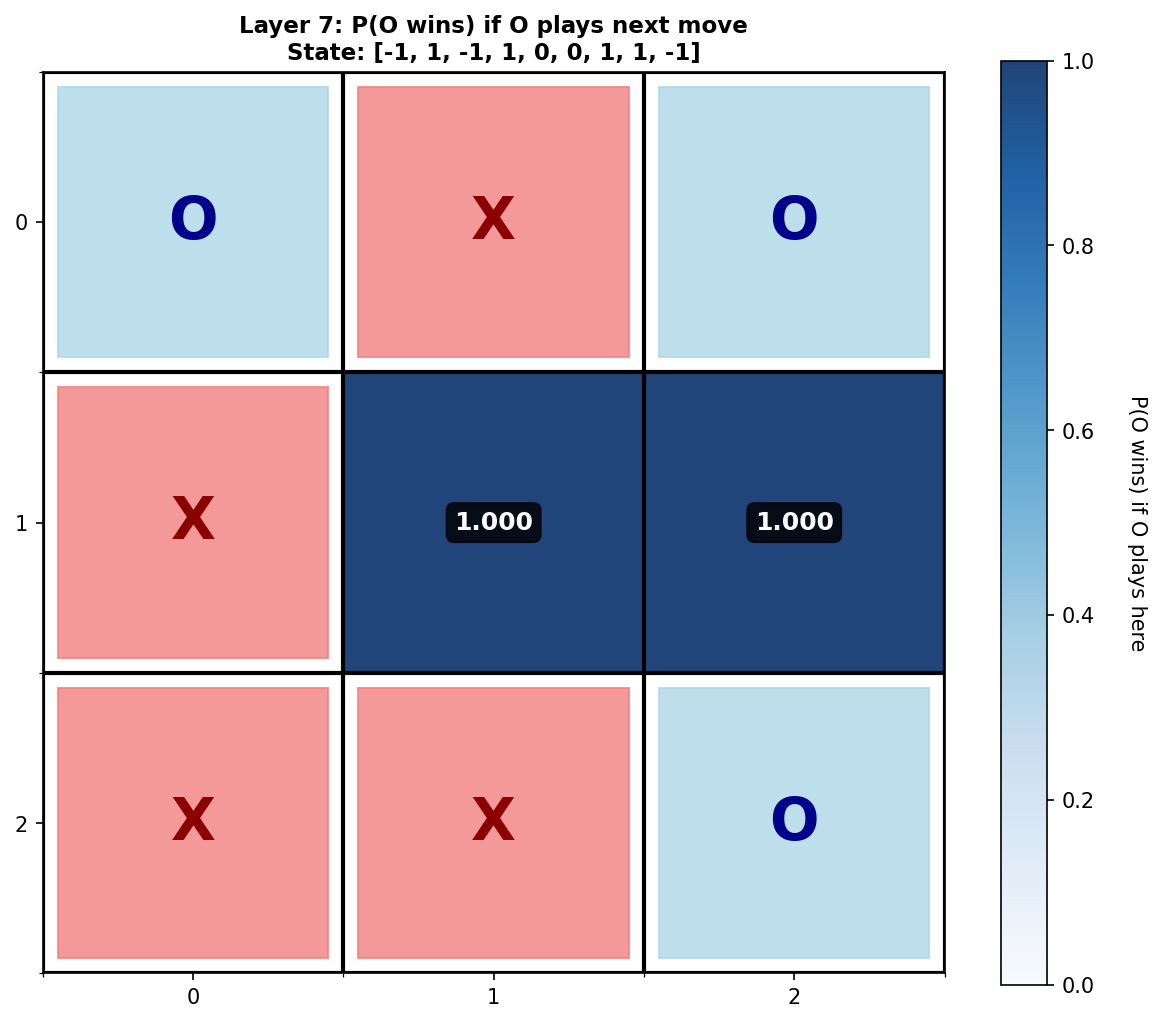 Layer 7: P(O wins) if O plays next move
State: [-1, 1, -1, 1, 0, 0, 1, 1, -1]
O X O
X 1.000 1.000
X X O
0
1
2
0 1 2
1.0
0.8
0.6
0.4
0.2
0.0
P(O wins) if O plays here